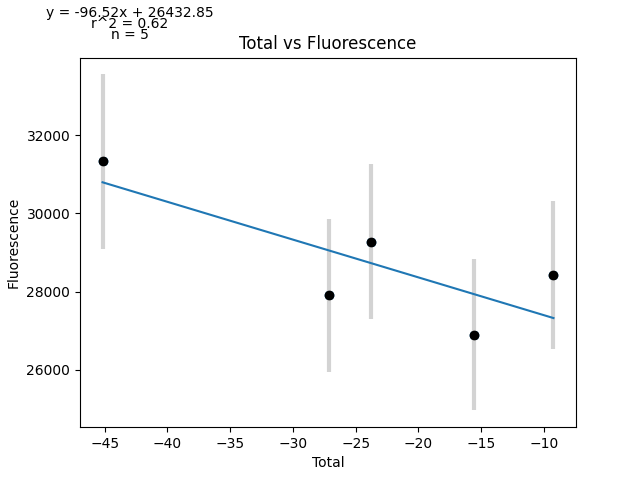 y = -96.52x + 26432.85
r^2 = 0.62
n = 5
Total vs Fluorescence
32000
30000
28000
26000
Fluorescence
−45 −40 −35 −30 −25 −20 −15 −10
Total